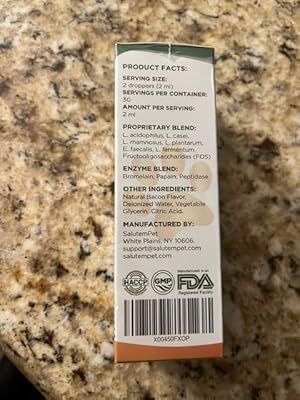 PRODUCT FACTS:
SERVING SIZE:
2 droppers (2 ml)
SERVINGS PER CONTAINER:
30
AMOUNT PER SERVING:
2 ml
PROPRIETARY BLEND:
L. acidophilus, L. casei,
L. rhamnosus, L. plantarum,
E. faecalis, L. fermentum,
Fructooligosaccharides (FOS)
ENZYME BLEND:
Bromelain, Papain, Peptidase
OTHER INGREDIENTS:
Natural Bacon Flavor,
Deionized Water, Vegetable
Glycerin, Citric Acid.
MANUFACTURED BY:
SalutemPet
White Plains, NY 10606.
support@salutempet.com
salutempet.com
HACCP
GMP
Manufactured in an
FDA
Registered Facility
X00450FXOP